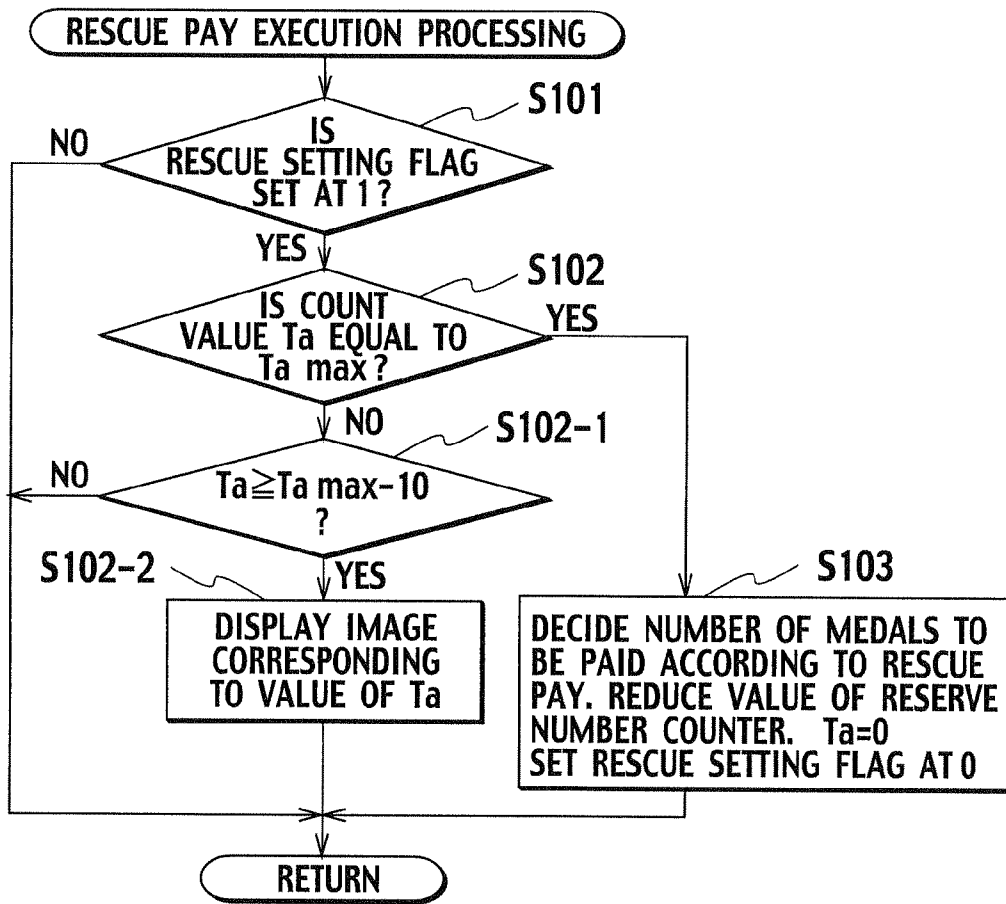 RESCUE PAY EXECUTION PROCESSING
S101
NO
IS
RESCUE SETTING FLAG
SET AT 1?
YES
S102
IS COUNT
VALUE Ta EQUAL TO
Ta max?
YES
NO
S102-1
NO
Ta≧Ta max-10
?
S102-2
YES
S103
DISPLAY IMAGE
CORRESPONDING
TO VALUE OF Ta
DECIDE NUMBER OF MEDALS TO
BE PAID ACCORDING TO RESCUE
PAY. REDUCE VALUE OF RESERVE
NUMBER COUNTER. Ta=0
SET RESCUE SETTING FLAG AT 0
RETURN